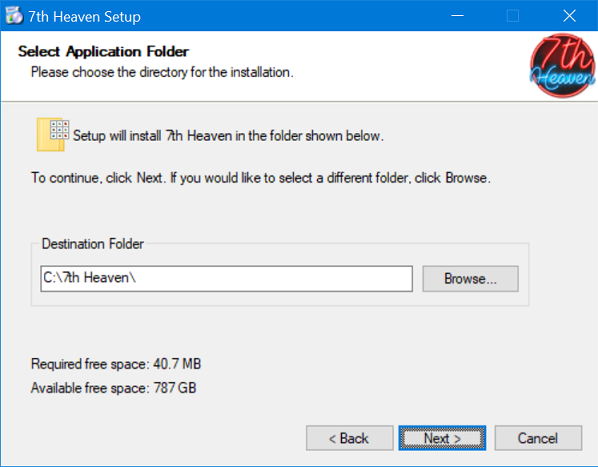 7th Heaven Setup
Select Application Folder
Please choose the directory for the installation.
7th
Heaven
Setup will install 7th Heaven in the folder shown below.
To continue, click Next. If you would like to select a different folder, click Browse.
Destination Folder
C:\7th Heaven\
Browse...
Required free space: 40.7 MB
Available free space: 787 GB
< Back
Next >
Cancel